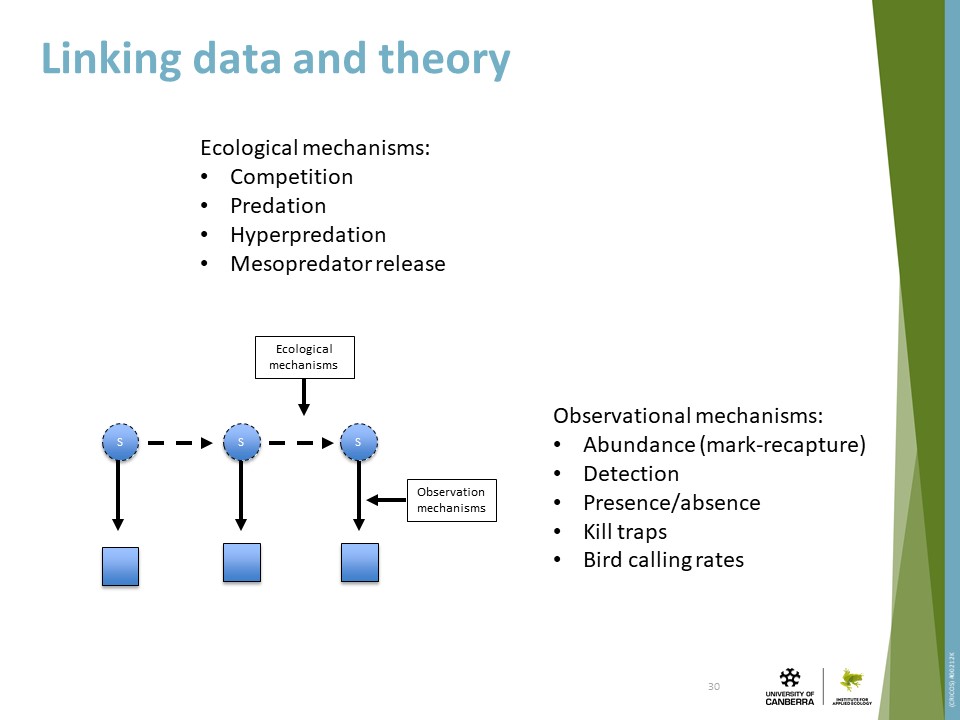 Linking data and theory
Ecological mechanisms:
• Competition
• Predation
• Hyperpredation
• Mesopredator release
Ecological
mechanisms
S S S
Observation
mechanisms
Observational mechanisms:
• Abundance (mark-recapture)
• Detection
• Presence/absence
• Kill traps
• Bird calling rates
30
UNIVERSITY OF
CANBERRA
INSTITUTE FOR
APPLIED ECOLOGY